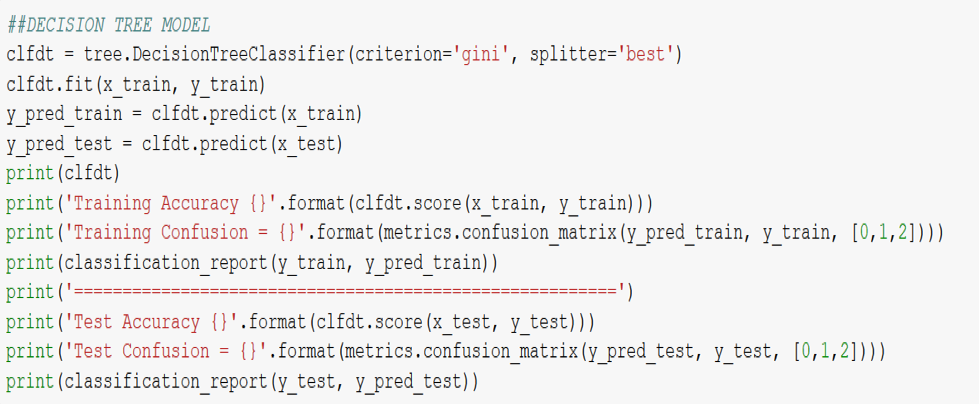 ##DECISION TREE MODEL
clfdt = tree.DecisionTreeClassifier(criterion='gini', splitter='best')
clfdt.fit(x_train, y_train)
y_pred_train = clfdt.predict(x_train)
y_pred_test = clfdt.predict(x_test)
print(clfdt)
print('Training Accuracy {}'.format(clfdt.score(x_train, y_train)))
print('Training Confusion = {}'.format(metrics.confusion_matrix(y_pred_train, y_train, [0,1,2])))
print(classification_report(y_train, y_pred_train))
print('========================================================')
print('Test Accuracy {}'.format(clfdt.score(x_test, y_test)))
print('Test Confusion = {}'.format(metrics.confusion_matrix(y_pred_test, y_test, [0,1,2])))
print(classification_report(y_test, y_pred_test))